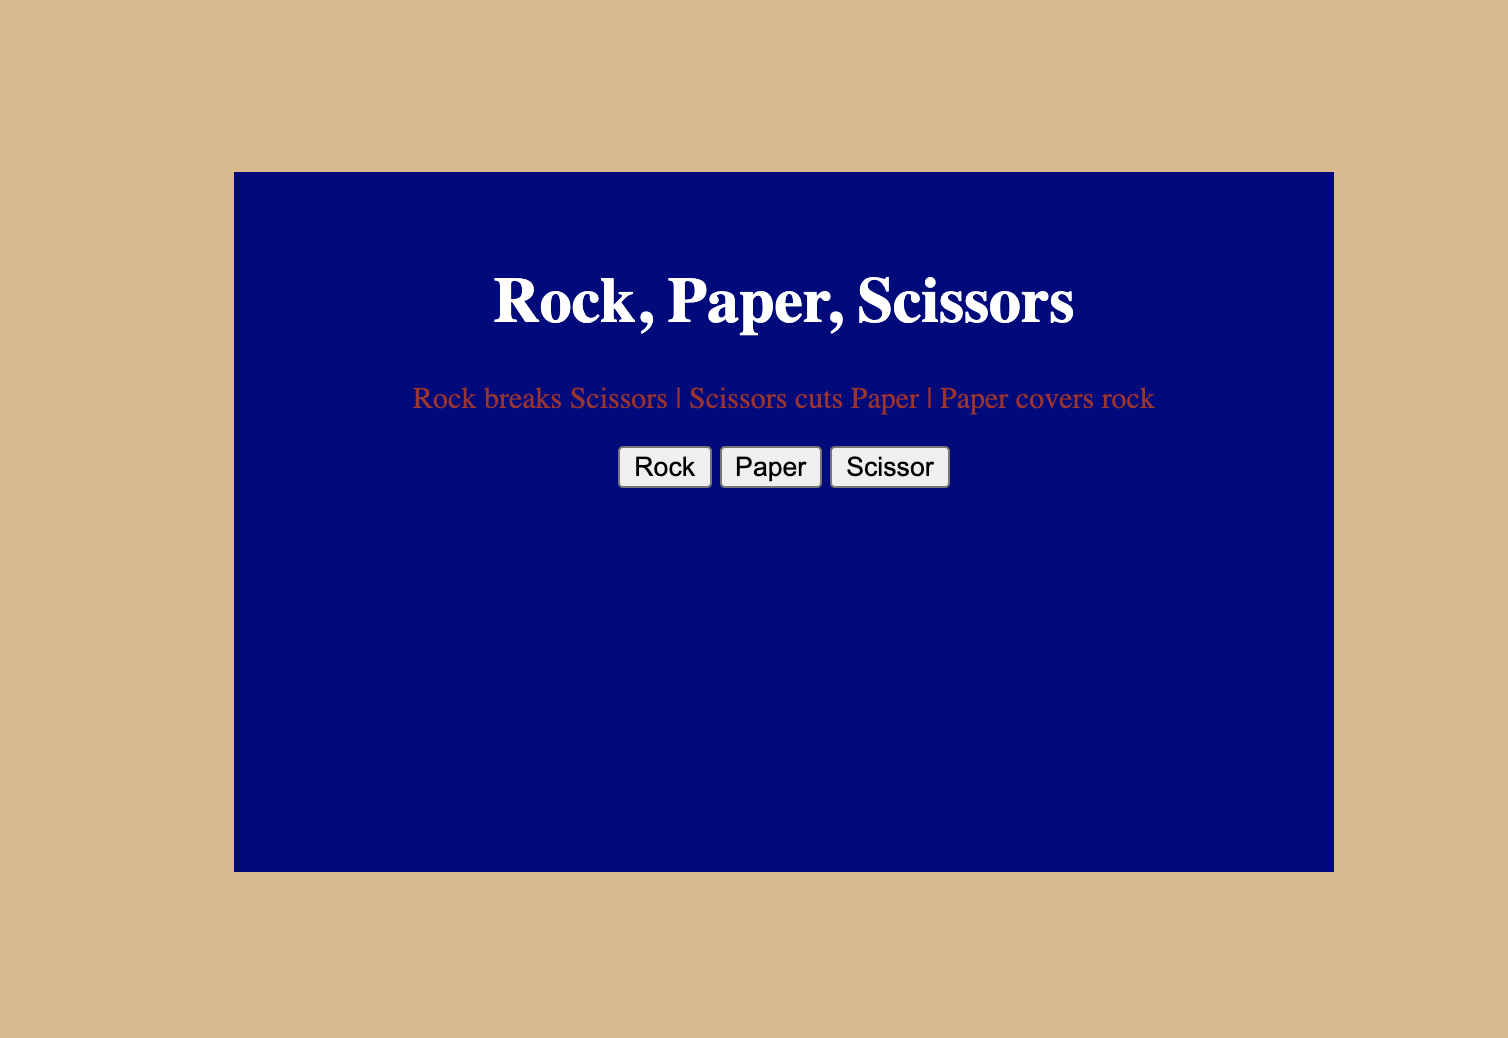 Rock, Paper, Scissors
Rock breaks Scissors | Scissors cuts Paper | Paper covers rock
Rock Paper Scissor